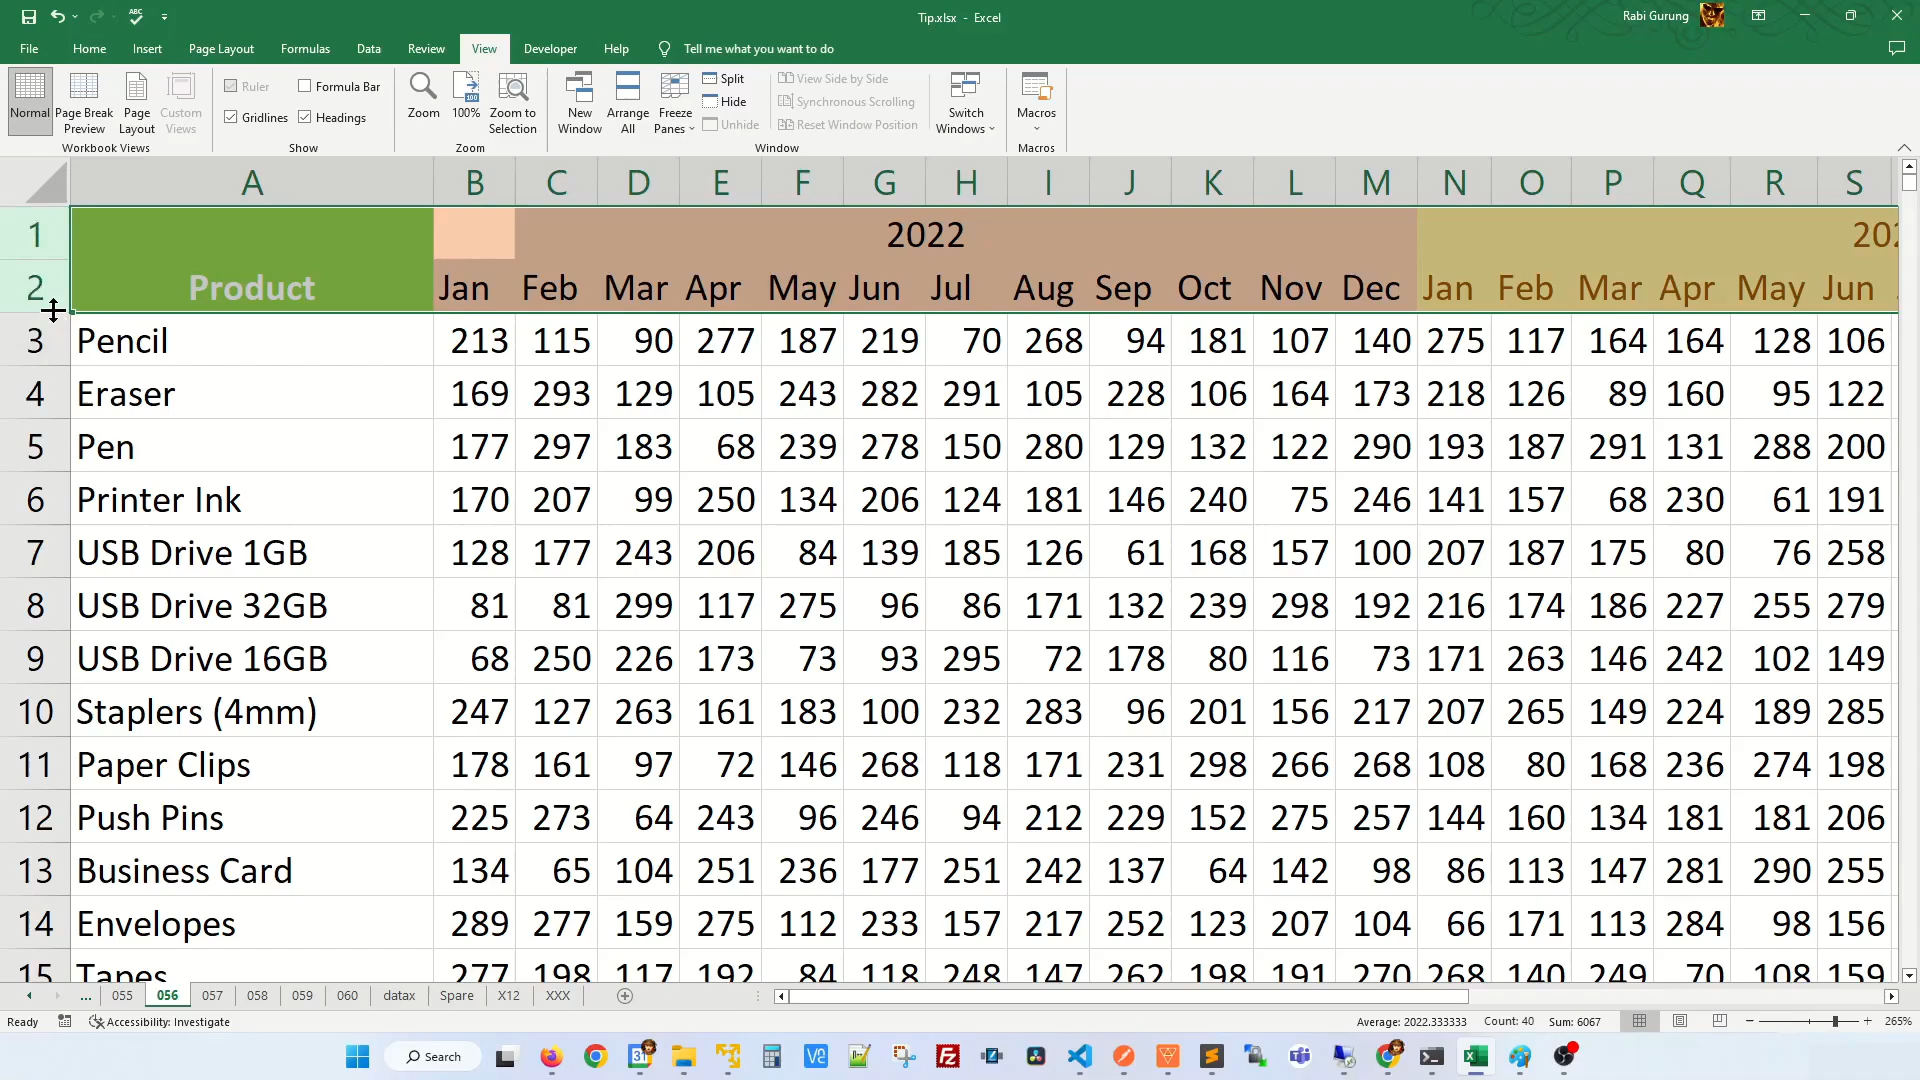 Tip.xlsx - Excel
Rabi Gurung
File Home Insert Page Layout Formulas Data Review View Developer Help Tell me what you want to do
Normal
Page Break Preview
Page Layout
Custom Views
Workbook Views
Ruler
Formula Bar
Gridlines
Headings
Show
Zoom
100%
Zoom to Selection
Zoom
New Window
Arrange All
Freeze Panes
Split
Hide
Unhide
View Side by Side
Synchronous Scrolling
Reset Window Position
Window
Switch Windows
Macros
Macros
A B C D E F G H I J K L M N O P Q R S
1 2022
2 Product Jan Feb Mar Apr May Jun Jul Aug Sep Oct Nov Dec Jan Feb Mar Apr May Jun
3 Pencil 213 115 90 277 187 219 70 268 94 181 107 140 275 117 164 164 128 106
4 Eraser 169 293 129 105 243 282 291 105 228 106 164 173 218 126 89 160 95 122
5 Pen 177 297 183 68 239 278 150 280 129 132 122 290 193 187 291 131 288 200
6 Printer Ink 170 207 99 250 134 206 124 181 146 240 75 246 141 157 68 230 61 191
7 USB Drive 1GB 128 177 243 206 84 139 185 126 61 168 157 100 207 187 175 80 76 258
8 USB Drive 32GB 81 81 299 117 275 96 86 171 132 239 298 192 216 174 186 227 255 279
9 USB Drive 16GB 68 250 226 173 73 93 295 72 178 80 116 73 171 263 146 242 102 149
10 Staplers (4mm) 247 127 263 161 183 100 232 283 96 201 156 217 207 265 149 224 189 285
11 Paper Clips 178 161 97 72 146 268 118 171 231 298 266 268 108 80 168 236 274 198
12 Push Pins 225 273 64 243 96 246 94 212 229 152 275 257 144 160 134 181 181 206
13 Business Card 134 65 104 251 236 177 251 242 137 64 142 98 86 113 147 281 290 255
14 Envelopes 289 277 159 275 112 233 157 217 252 123 207 104 66 171 113 284 98 156
15 Tapes 277 198 117 192 84 118 248 147 262 198 191 270 268 140 249 70 108 159
... 055 056 057 058 059 060 datax Spare X12 XXX
Ready Accessibility: Investigate Average: 2022.333333 Count: 40 Sum: 6067 265%
Search